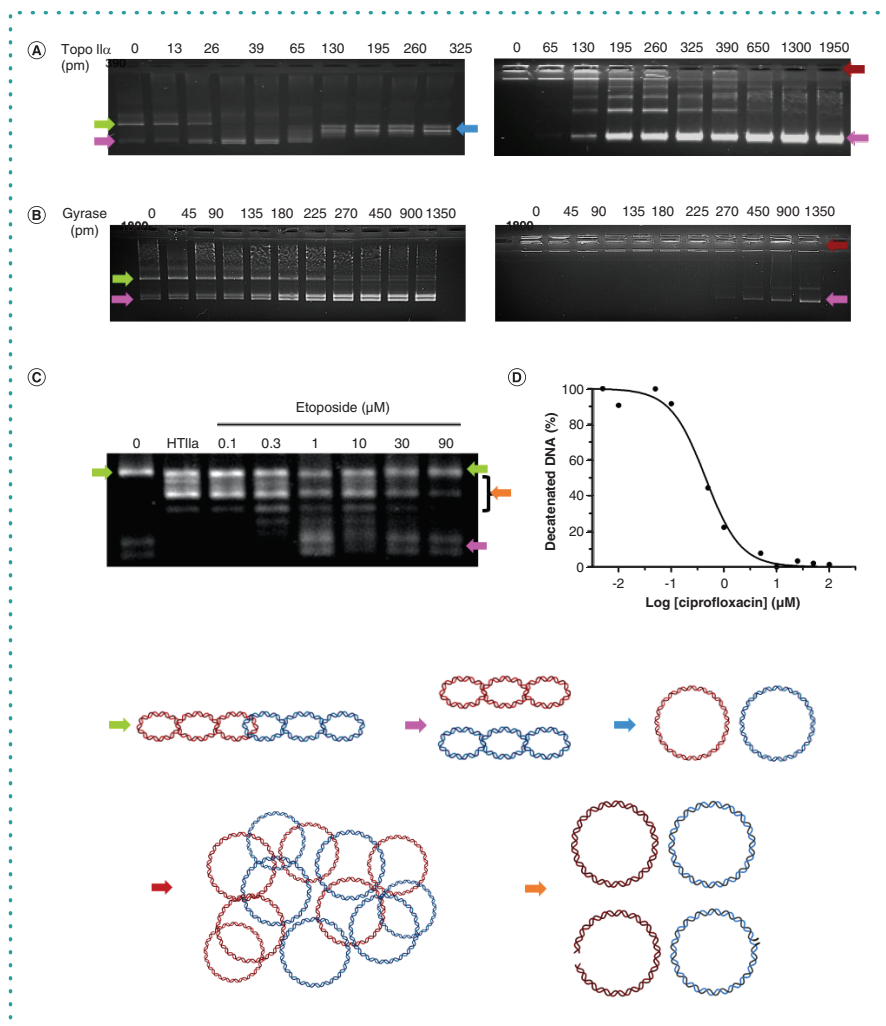 A
Topo IIα 0 13 26 39 65 130 195 260 325
(pm)
390
0 65 130 195 260 325 390 650 1300 1950
B
Gyrase 0 45 90 135 180 225 270 450 900 1350
(pm)
1800
0 45 90 135 180 225 270 450 900 1350
1800
C
Etoposide (µM)
0 HTIIa 0.1 0.3 1 10 30 90
D
100
80
60
40
20
0
Decatenated DNA (%)
-2 -1 0 1 2
Log [ciprofloxacin] (µM)